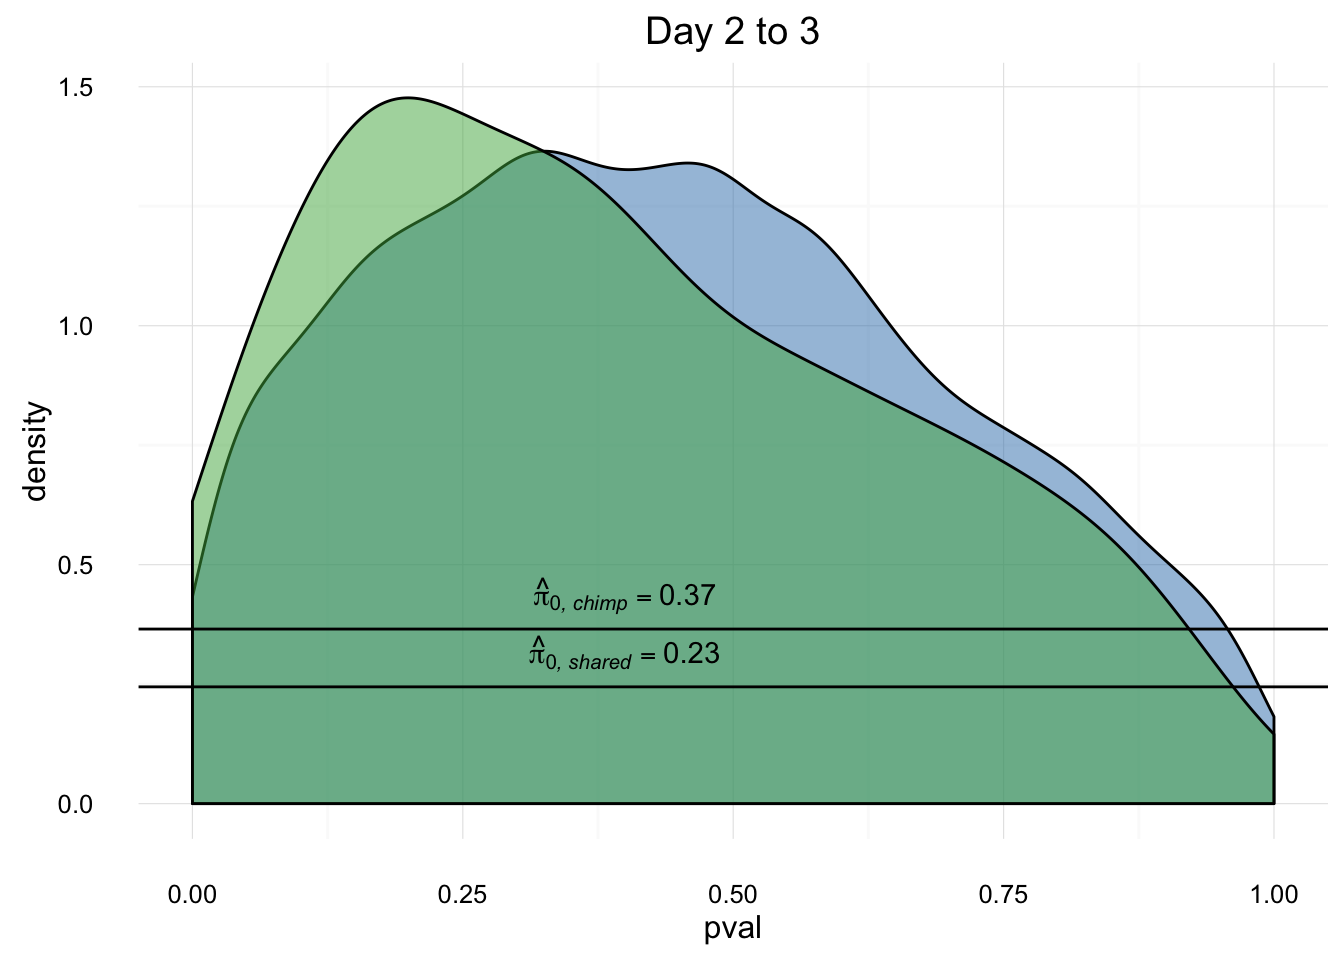 Day 2 to 3
1.5
1.0
0.5
0.0
density
π̂0, chimp = 0.37
π̂0, shared = 0.23
0.00 0.25 0.50 0.75 1.00
pval